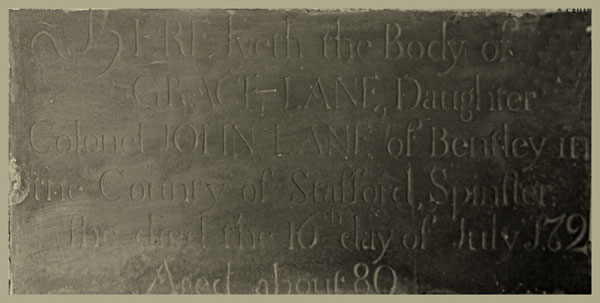 HERE lyeth the Body of
GRACE LANE, Daughter
Colonel JOHN LANE of Bentley in
the County of Stafford, Spinster.
she died the 16th day of July 172
Aged about 80